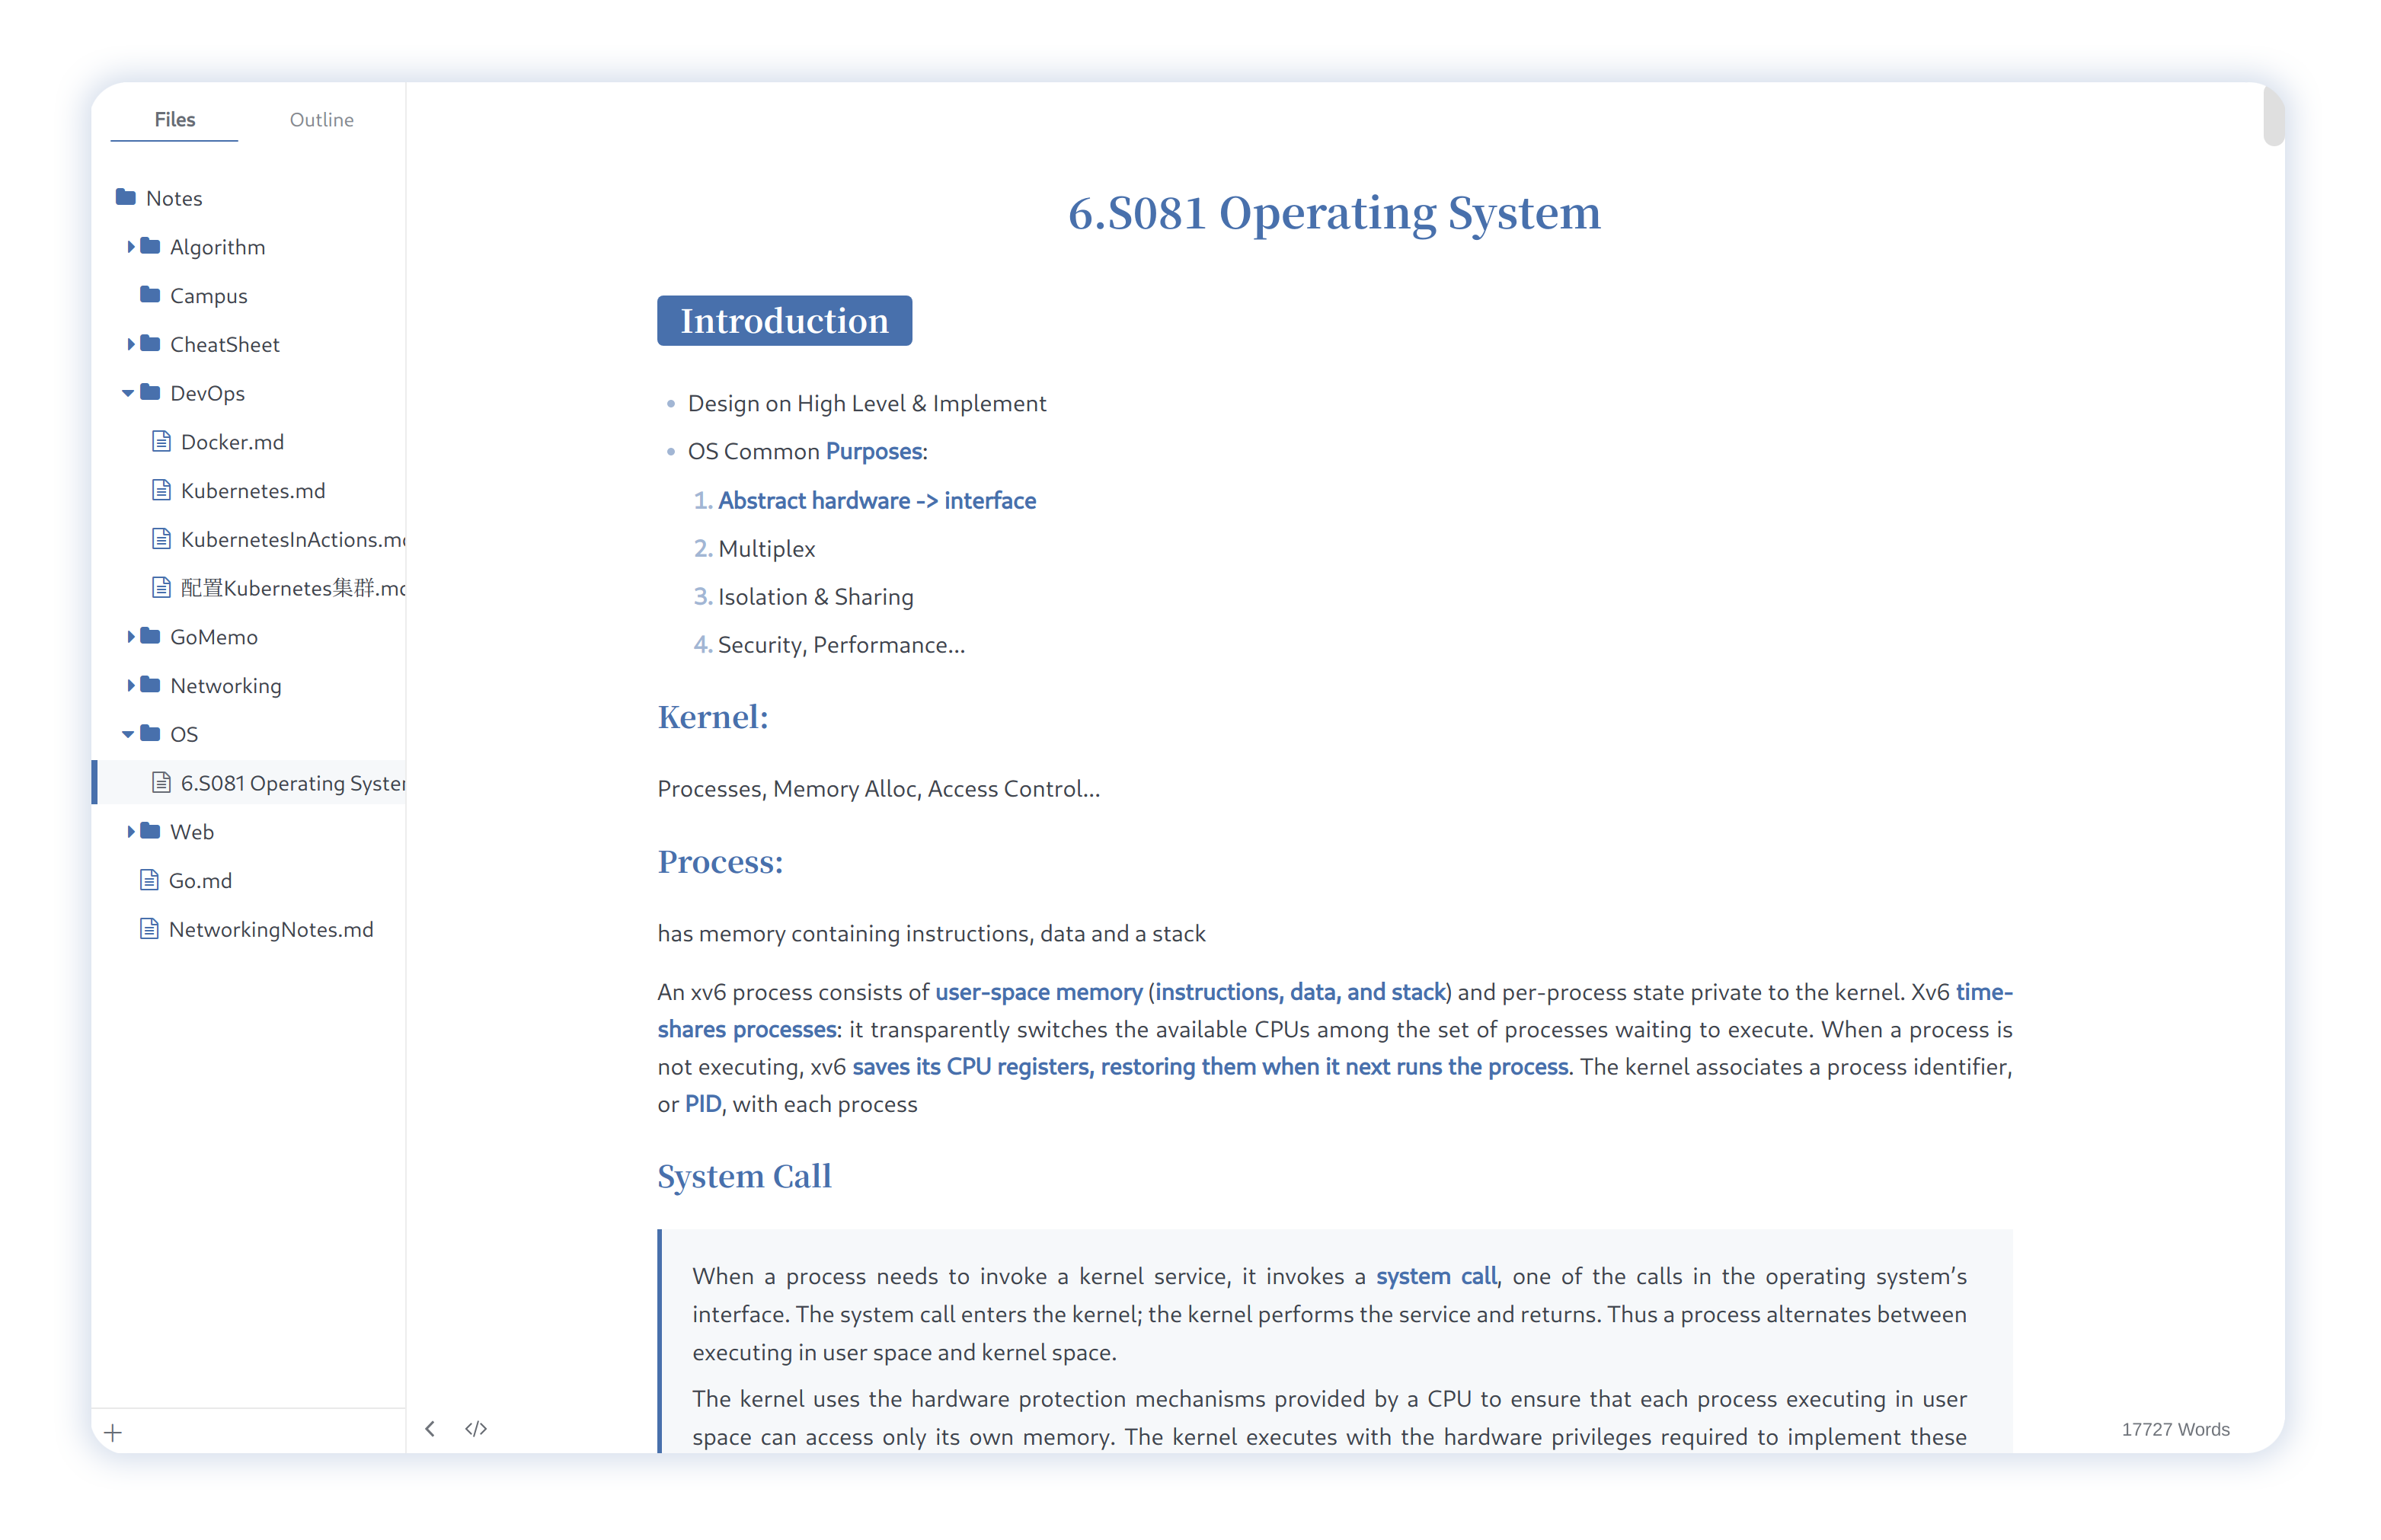 Files
Outline
Notes
Algorithm
Campus
CheatSheet
DevOps
Docker.md
Kubernetes.md
KubernetesInActions.m
配置Kubernetes集群.m
GoMemo
Networking
OS
6.S081 Operating Syste
Web
Go.md
NetworkingNotes.md
6.S081 Operating System
Introduction
• Design on High Level & Implement
• OS Common Purposes:
1. Abstract hardware -> interface
2. Multiplex
3. Isolation & Sharing
4. Security, Performance...
Kernel:
Processes, Memory Alloc, Access Control...
Process:
has memory containing instructions, data and a stack
An xv6 process consists of user-space memory (instructions, data, and stack) and per-process state private to the kernel. Xv6 time-
shares processes: it transparently switches the available CPUs among the set of processes waiting to execute. When a process is
not executing, xv6 saves its CPU registers, restoring them when it next runs the process. The kernel associates a process identifier,
or PID, with each process
System Call
When a process needs to invoke a kernel service, it invokes a system call, one of the calls in the operating system's
interface. The system call enters the kernel; the kernel performs the service and returns. Thus a process alternates between
executing in user space and kernel space.
The kernel uses the hardware protection mechanisms provided by a CPU to ensure that each process executing in user
space can access only its own memory. The kernel executes with the hardware privileges required to implement these
</>
17727 Words